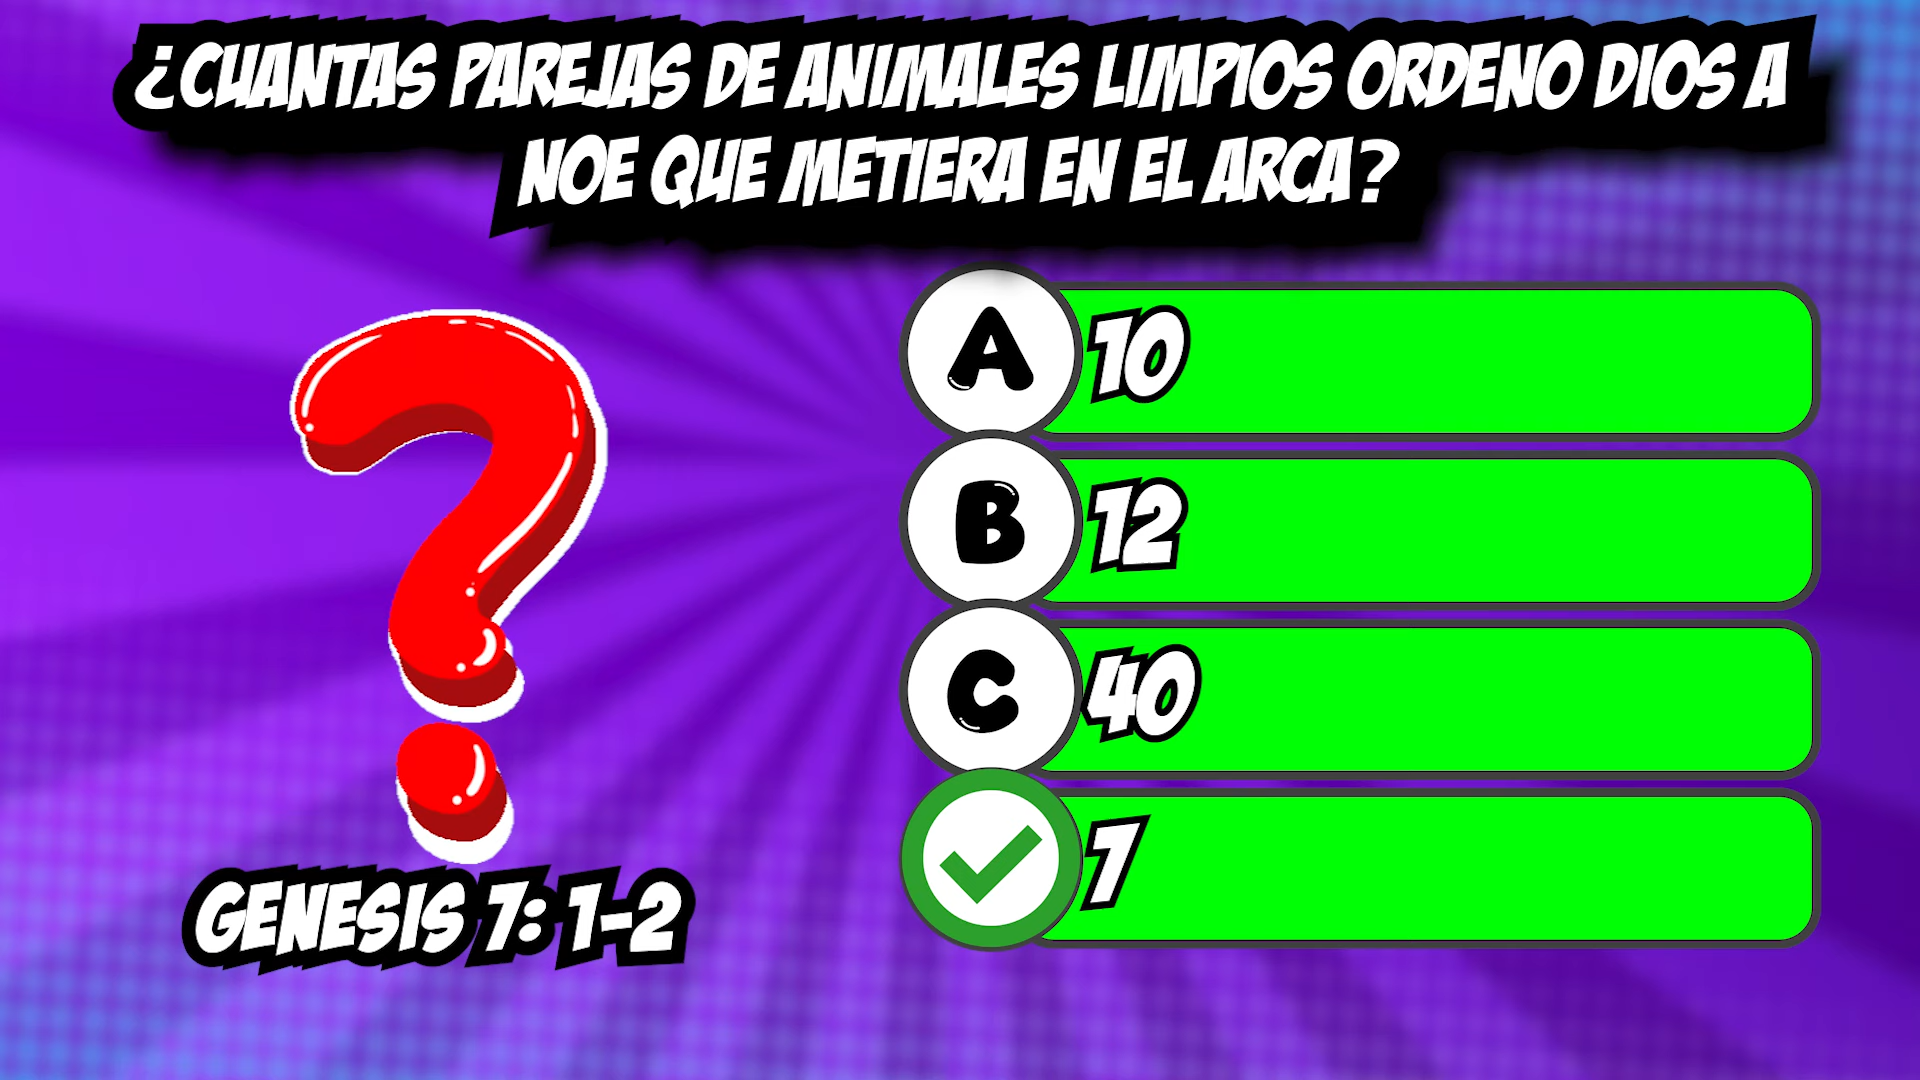 ¿CUANTAS PAREJAS DE ANIMALES LIMPIOS ORDENO DIOS A
NOE QUE METIERA EN EL ARCA?
A 10
B 12
C 40
7
GENESIS 7: 1-2